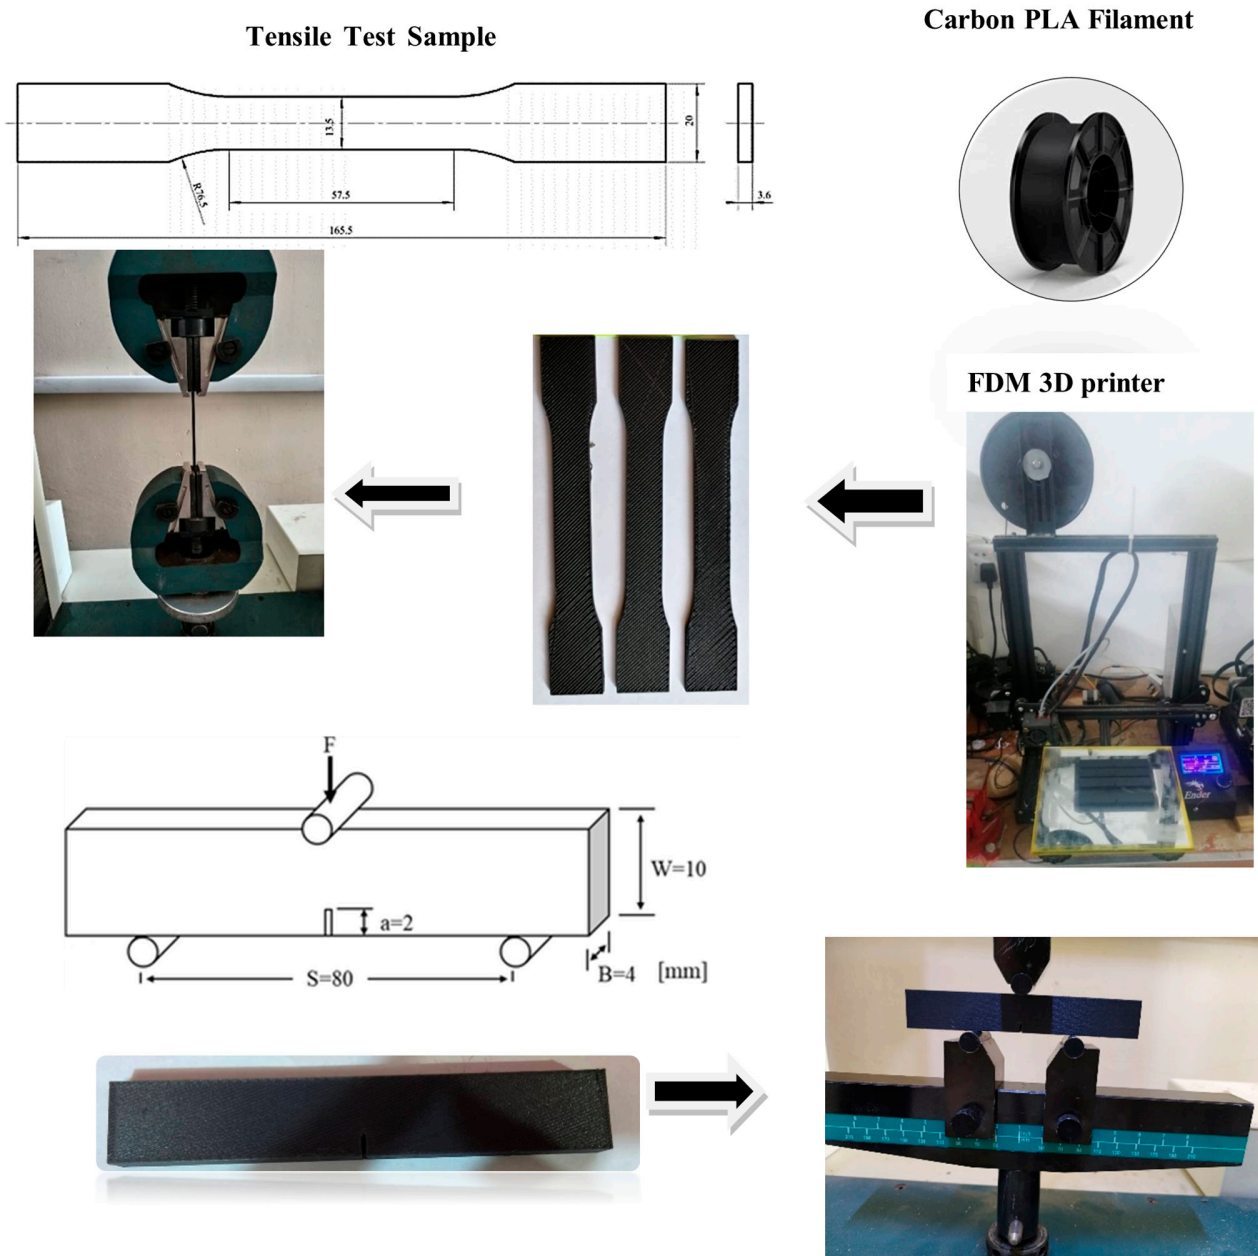 Tensile Test Sample
Carbon PLA Filament
13.5
20
R76.5
57.5
3.6
165.5
FDM 3D printer
Ender
F
W=10
a=2
S=80
B=4 [mm]